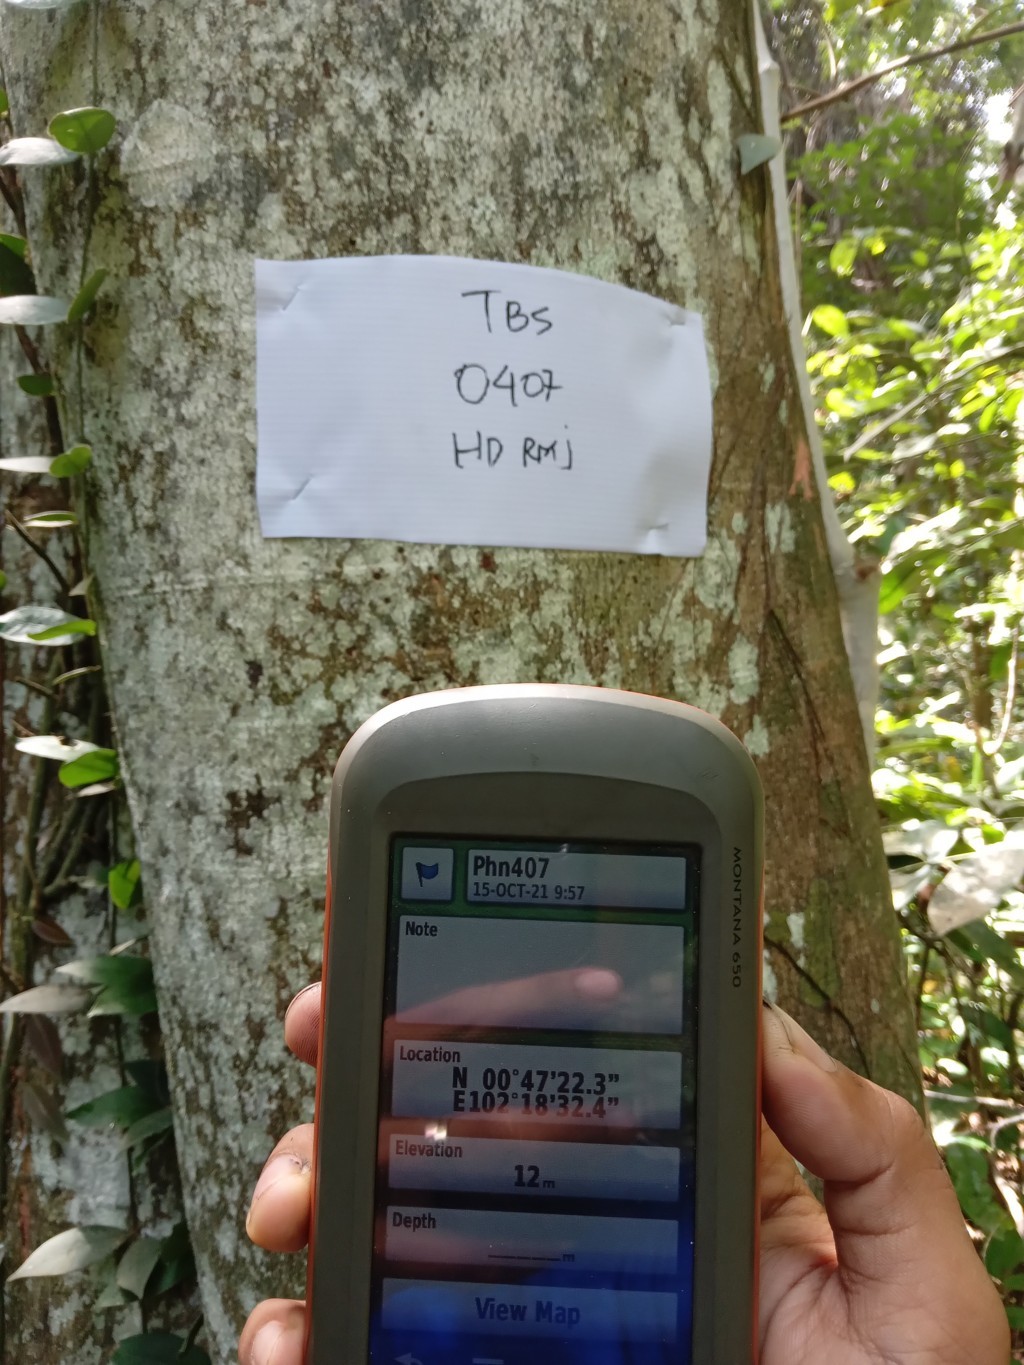 TBS
0407
HD RMj
MONTANA 650
Phn407
15-OCT-21 9:57
Note
Location
N 00°47'22.3"
E102°18'32.4"
Elevation
12m
Depth
_______m
View Map